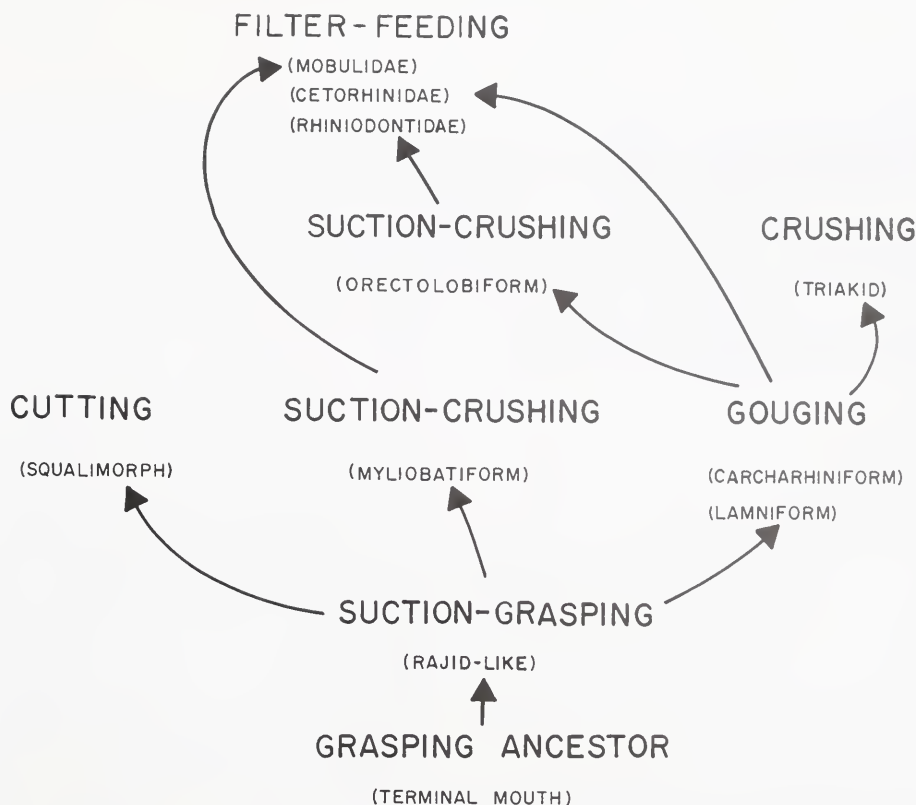 FILTER-FEEDING
(MOBULIDAE)
(CETORHINIDAE)
(RHINIODONTIDAE)
SUCTION-CRUSHING
(ORECTOLOBIFORM)
CRUSHING
(TRIAKID)
CUTTING
(SQUALIMORPH)
SUCTION-CRUSHING
(MYLIOBATIFORM)
GOUGING
(CARCHARHINIFORM)
(LAMNIFORM)
SUCTION-GRASPING
(RAJID-LIKE)
GRASPING ANCESTOR
(TERMINAL MOUTH)